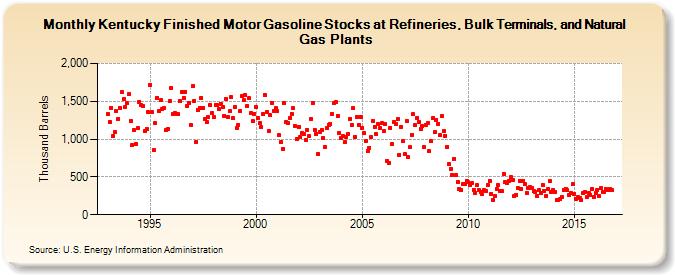 Monthly Kentucky Finished Motor Gasoline Stocks at Refineries, Bulk Terminals, and Natural
Gas Plants
Thousand Barrels
2,000
1,500
1,000
500
0
1995
2000
2005
2010
2015
Source: U.S. Energy Information Administration